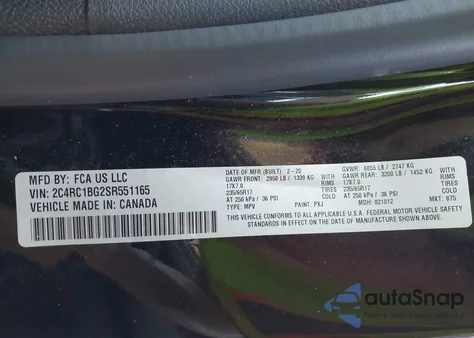 MFD BY: FCA US LLC
VIN: 2C4RC1BG2SR551165
VEHICLE MADE IN: CANADA
DATE OF MFR. (BUILT): 2-25
GVWR: 6055 LB / 2747 KG
GAWR FRONT: 2950 LB / 1339 KG
GAWR REAR: 3200 LB / 1452 KG
17X7.0
17X7.0
235/65R17 COLD
235/65R17 COLD
AT 250 kPa / 36 PSI
AT 250 kPa / 36 PSI
TYPE: MPV PAINT: PXJ MDH: 021012 MKT: 875
THIS VEHICLE CONFORMS TO ALL APPLICABLE FEDERAL MOTOR VEHICLE SAFETY
STANDARDS IN EFFECT ON THE DATE OF MANUFACTURE SHOWN ABOVE.
autoSnap